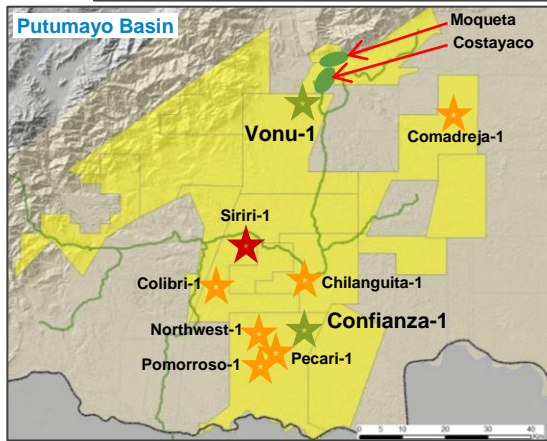 Putumayo Basin
Moqueta
Costayaco
Vonu-1
Comadreja-1
Siriri-1
Colibri-1
Chilanguita-1
Northwest-1
Confianza-1
Pomorroso-1
Pecari-1
0 5 10 20 30 40
Km